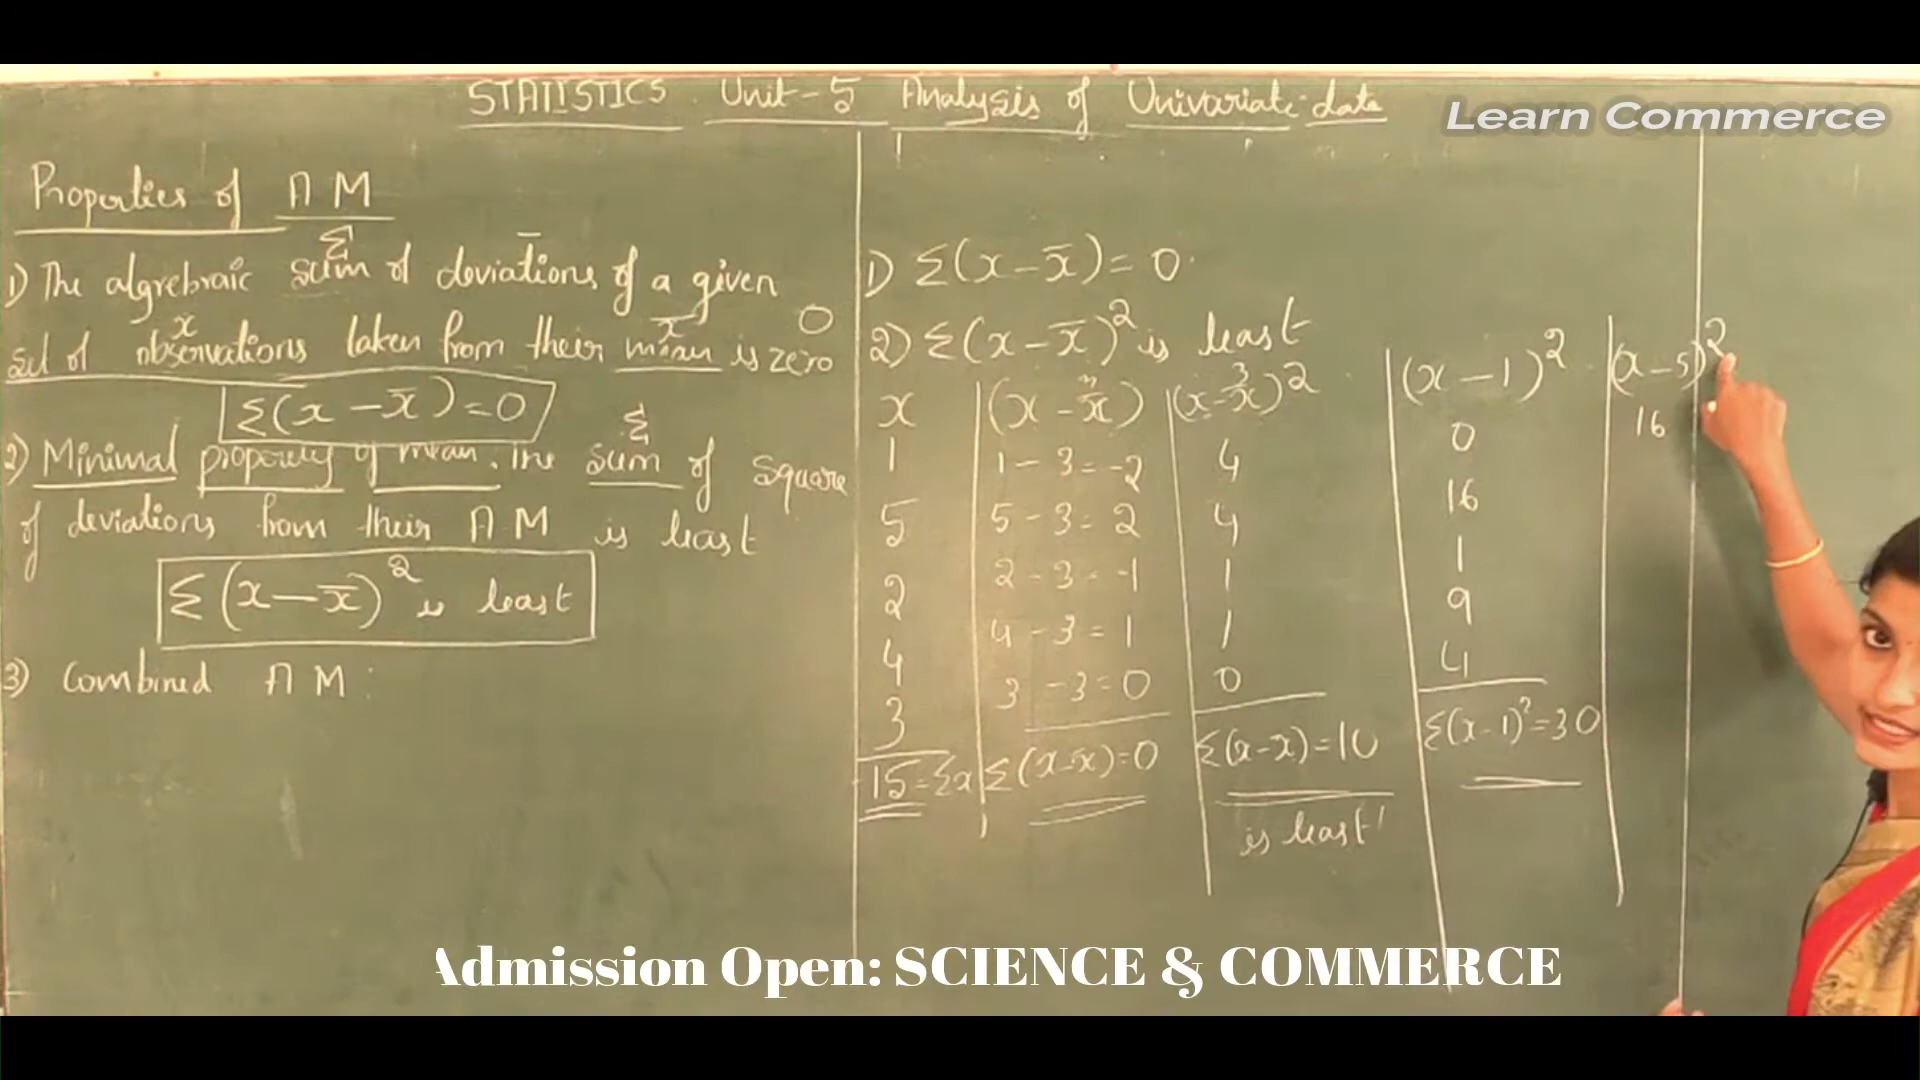 STATISTICS Unit-5 Analysis of Univariate data
Learn Commerce
Properties of AM
Σ
1) The algrebraic sum of deviations of a given
x x̄ 0
set of observations taken from their mean is zero
Σ(x - x̄) = 0
Σ
2) Minimal property of mean. The sum of square
of deviations from their AM is least
Σ(x - x̄)² is least
3) Combined AM:
1) Σ(x - x̄) = 0
2) Σ(x - x̄)² is least
x (x - x̄) (x - x̄)² (x - 1)² (x - 5)²
3
1 1 - 3 = -2 4 0 16
5 5 - 3 = 2 4 16
2 2 - 3 = -1 1 1
4 4 - 3 = 1 1 9
3 3 - 3 = 0 0 4
15 = Σx Σ(x - x̄) = 0 Σ(x - x̄) = 10 Σ(x - 1)² = 30
is least
Admission Open: SCIENCE & COMMERCE